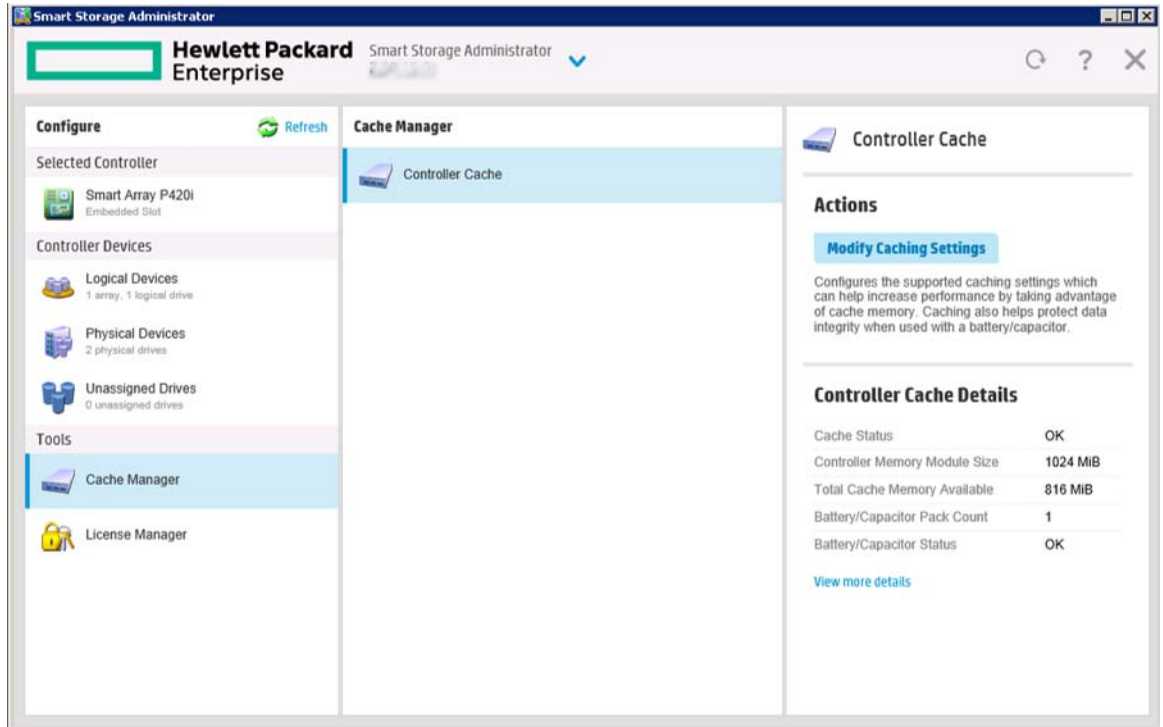 Smart Storage Administrator
Hewlett Packard
Enterprise
Smart Storage Administrator
?
Configure
Refresh
Selected Controller
Smart Array P420i
Embedded Slot
Controller Devices
Logical Devices
1 array, 1 logical drive
Physical Devices
2 physical drives
Unassigned Drives
0 unassigned drives
Tools
Cache Manager
License Manager
Cache Manager
Controller Cache
Controller Cache
Actions
Modify Caching Settings
Configures the supported caching settings which
can help increase performance by taking advantage
of cache memory. Caching also helps protect data
integrity when used with a battery/capacitor.
Controller Cache Details
Cache Status OK
Controller Memory Module Size 1024 MiB
Total Cache Memory Available 816 MiB
Battery/Capacitor Pack Count 1
Battery/Capacitor Status OK
View more details